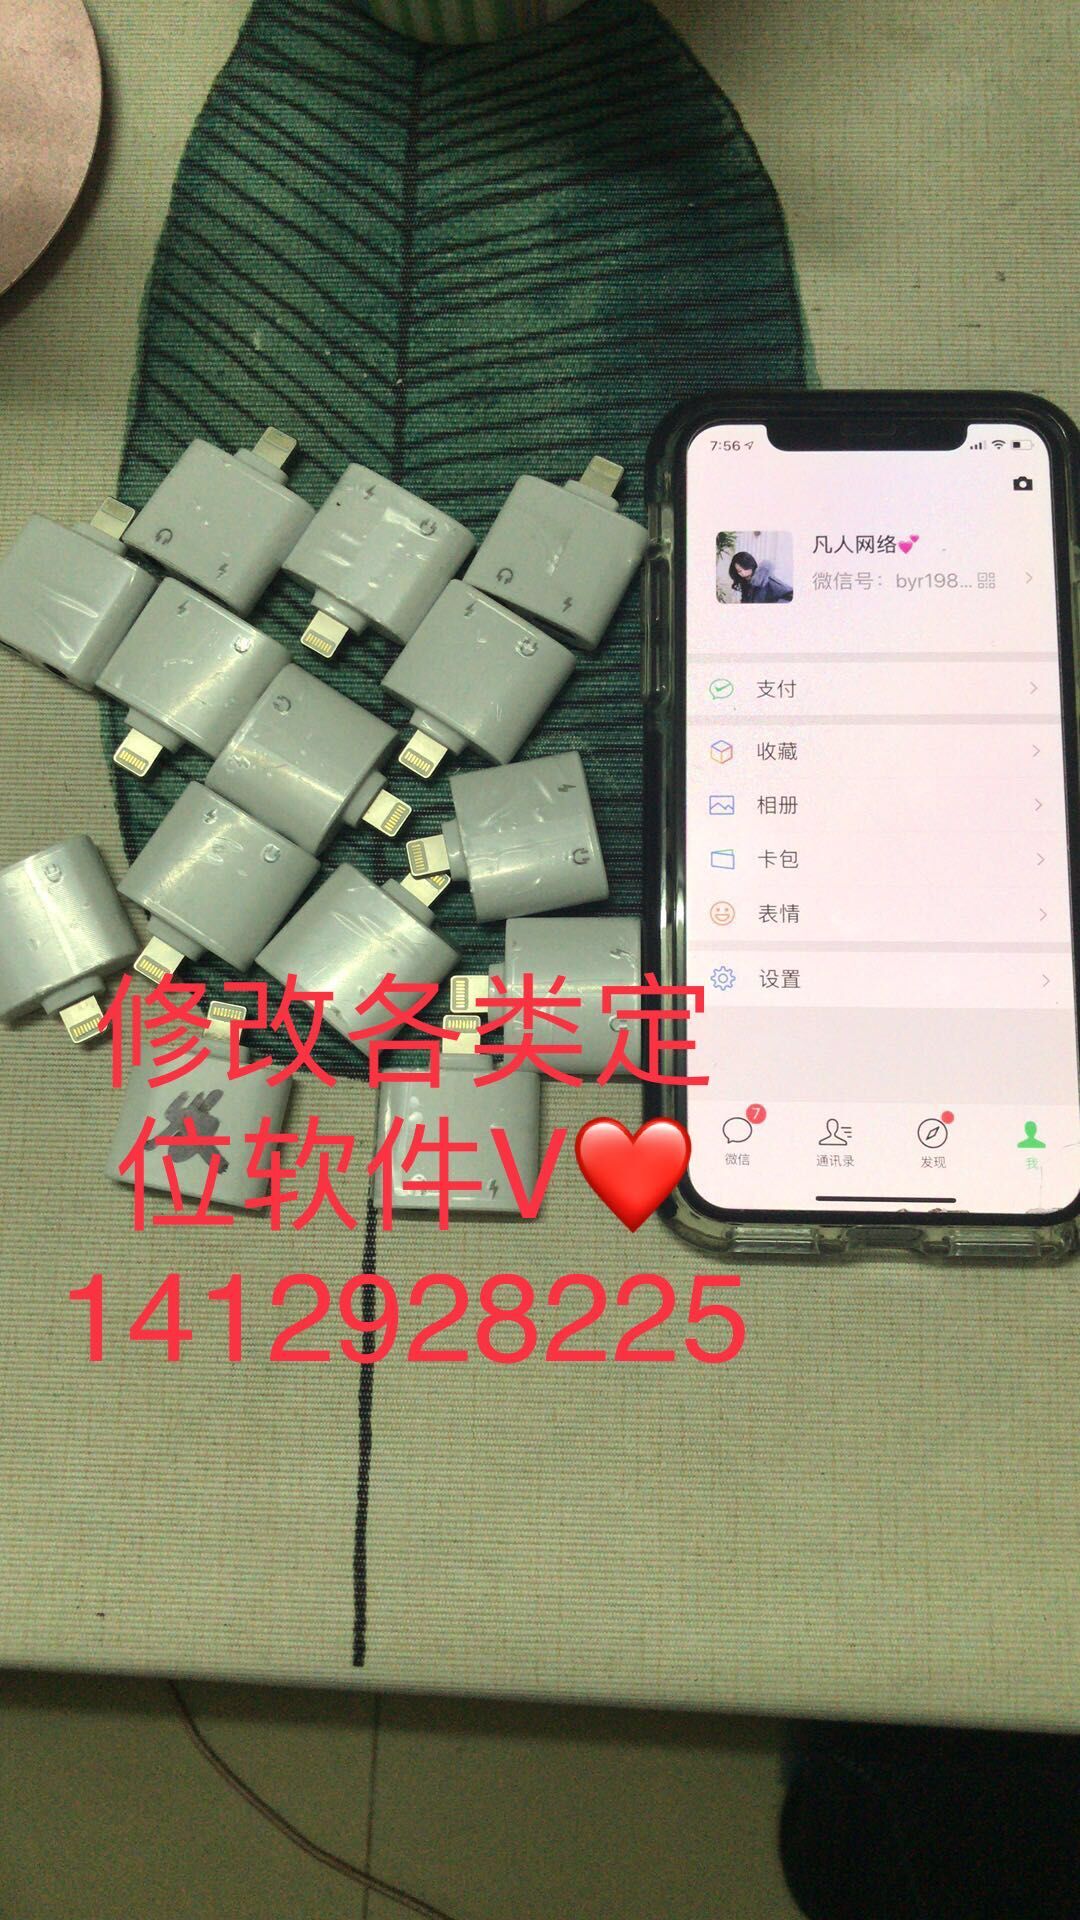 7:56
凡人网络💕
微信号：byr198...
支付
收藏
相册
卡包
表情
设置
7
微信
通讯录
发现
我
修改各类定
位软件V❤️
1412928225